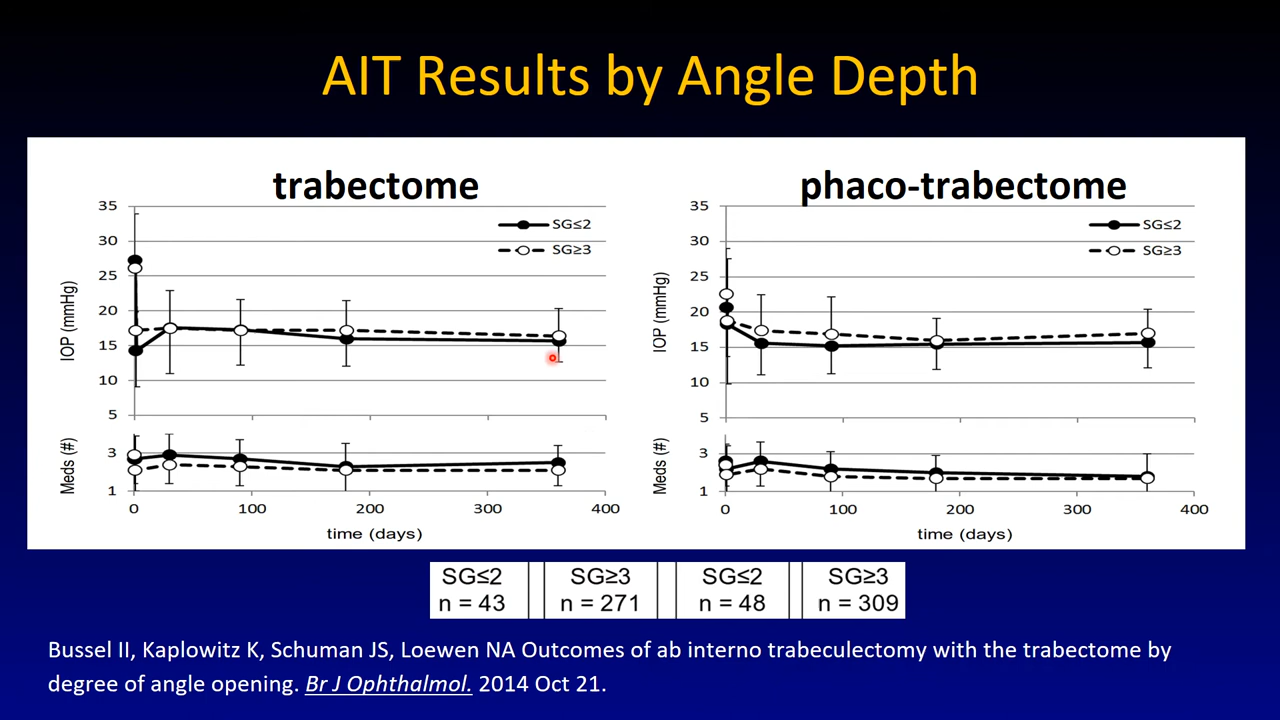 AIT Results by Angle Depth
trabectome
35
30
25
20
15
10
5
IOP (mmHg)
SG≤2
SG≥3
3
1
Meds (#)
0 100 200 300 400
time (days)
phaco-trabectome
35
30
25
20
15
10
5
IOP (mmHg)
SG≤2
SG≥3
3
1
Meds (#)
0 100 200 300 400
time (days)
SG≤2 SG≥3 SG≤2 SG≥3
n = 43 n = 271 n = 48 n = 309
Bussel II, Kaplowitz K, Schuman JS, Loewen NA Outcomes of ab interno trabeculectomy with the trabectome by
degree of angle opening. Br J Ophthalmol. 2014 Oct 21.